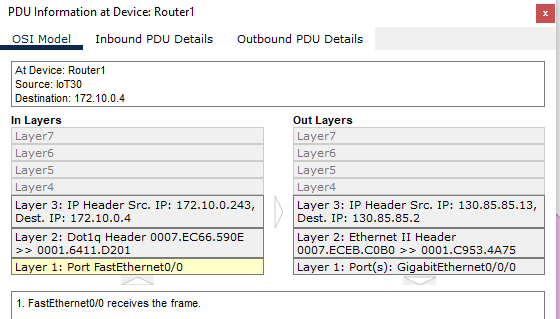 PDU Information at Device: Router1
x
OSI Model Inbound PDU Details Outbound PDU Details
At Device: Router1
Source: IoT30
Destination: 172.10.0.4
In Layers
Layer7
Layer6
Layer5
Layer4
Layer 3: IP Header Src. IP: 172.10.0.243,
Dest. IP: 172.10.0.4
Layer 2: Dot1q Header 0007.EC66.590E
>> 0001.6411.D201
Layer 1: Port FastEthernet0/0
Out Layers
Layer7
Layer6
Layer5
Layer4
Layer 3: IP Header Src. IP: 130.85.85.13,
Dest. IP: 130.85.85.2
Layer 2: Ethernet II Header
0007.ECEB.C0B0 >> 0001.C953.4A75
Layer 1: Port(s): GigabitEthernet0/0/0
1. FastEthernet0/0 receives the frame.